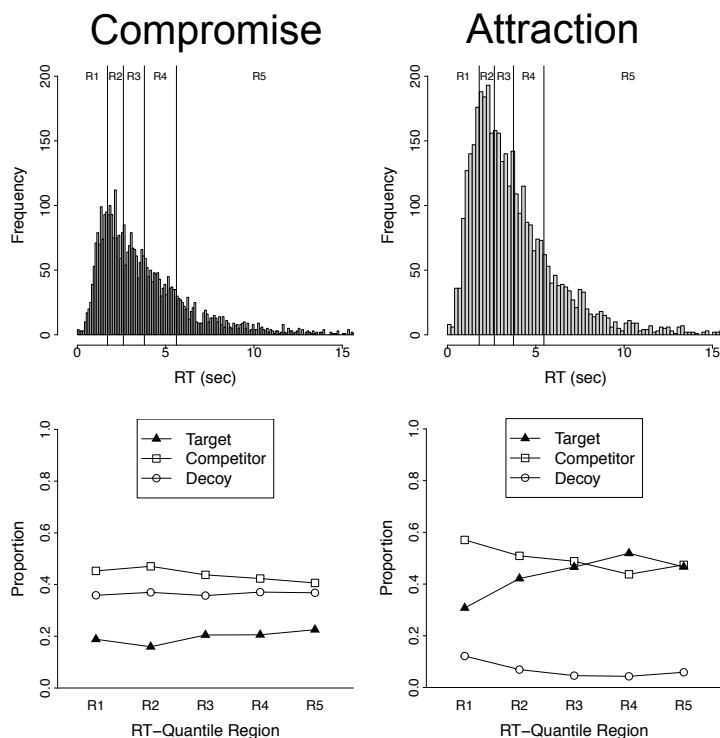 Compromise
R1 R2 R3 R4 R5
200
150
100
50
0
Frequency
0 5 10 15
RT (sec)
Attraction
R1 R2 R3 R4 R5
200
150
100
50
0
Frequency
0 5 10 15
RT (sec)
1.0
0.8
0.6
0.4
0.2
0.0
Proportion
Target
Competitor
Decoy
R1 R2 R3 R4 R5
RT−Quantile Region
1.0
0.8
0.6
0.4
0.2
0.0
Proportion
Target
Competitor
Decoy
R1 R2 R3 R4 R5
RT−Quantile Region